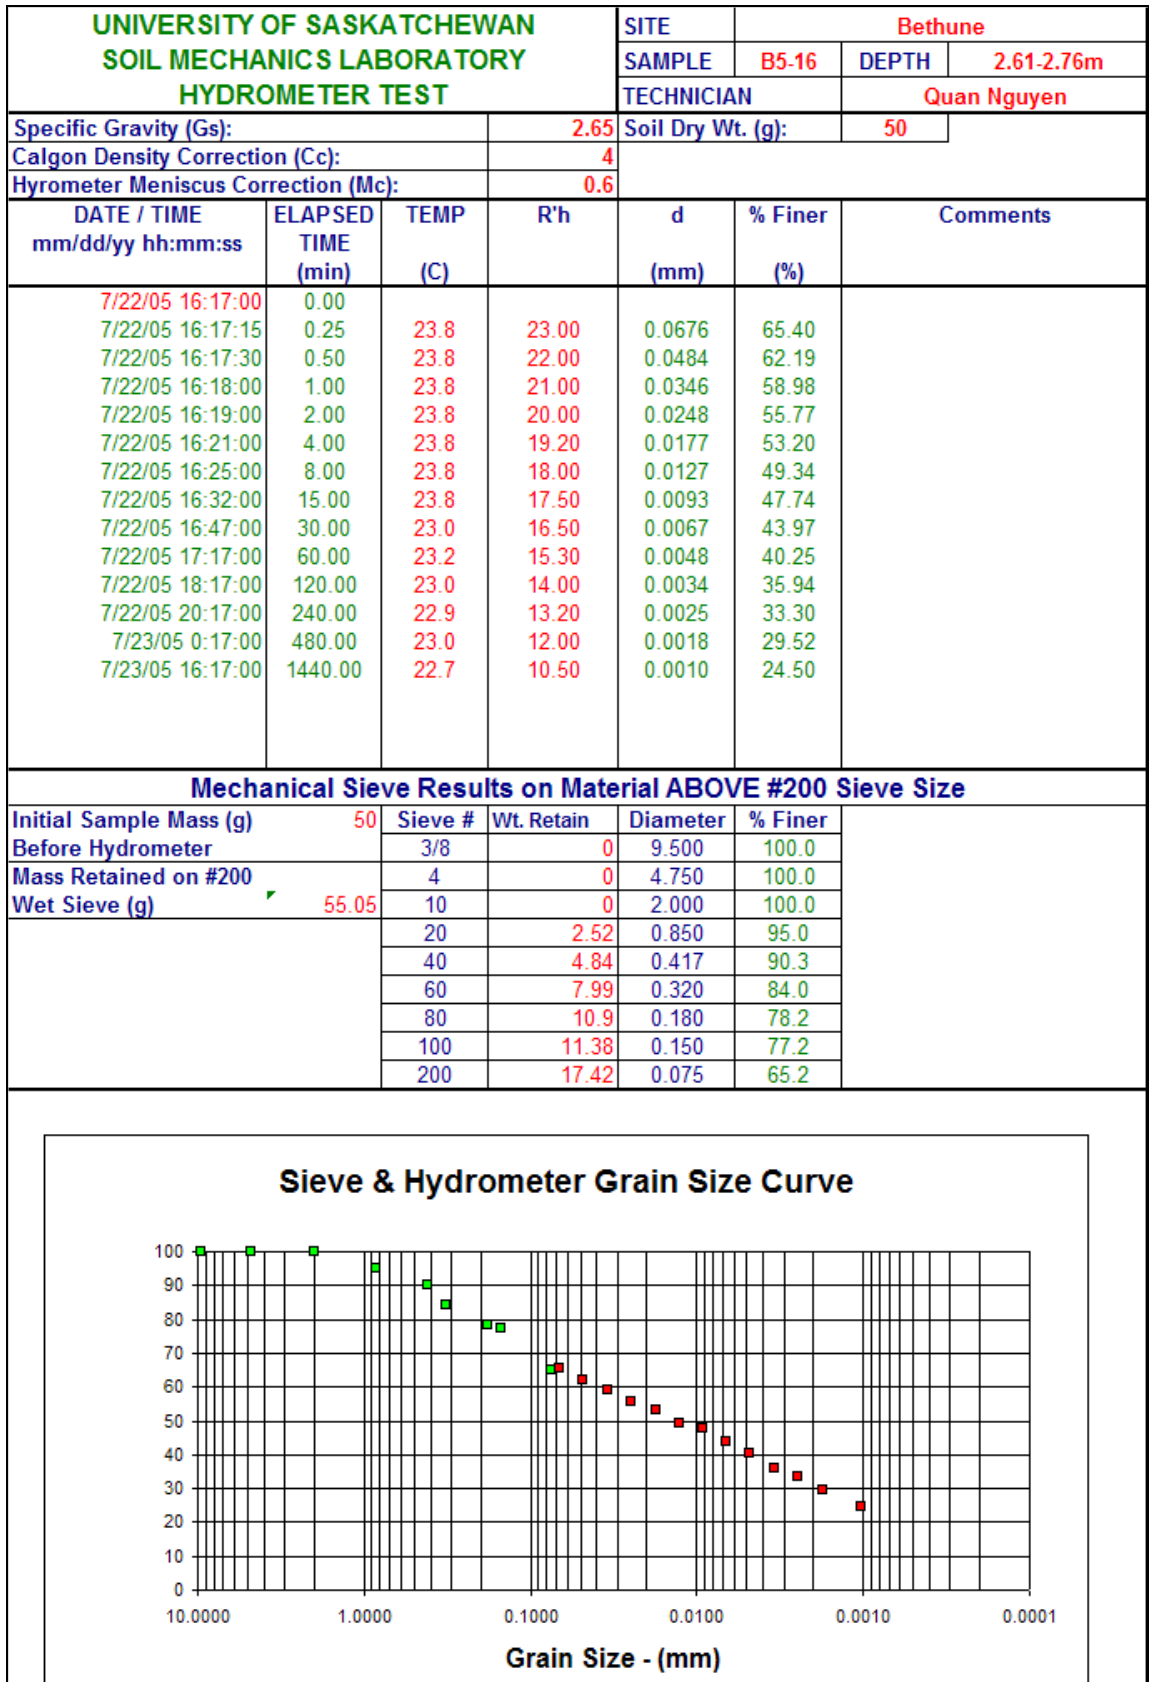 UNIVERSITY OF SASKATCHEWAN
SOIL MECHANICS LABORATORY
HYDROMETER TEST
SITE Bethune
SAMPLE B5-16 DEPTH 2.61-2.76m
TECHNICIAN Quan Nguyen
Specific Gravity (Gs): 2.65 Soil Dry Wt. (g): 50
Calgon Density Correction (Cc): 4
Hyrometer Meniscus Correction (Mc): 0.6
DATE / TIME ELAPSED TEMP R'h d % Finer Comments
mm/dd/yy hh:mm:ss TIME
(min) (C) (mm) (%)
7/22/05 16:17:00 0.00
7/22/05 16:17:15 0.25 23.8 23.00 0.0676 65.40
7/22/05 16:17:30 0.50 23.8 22.00 0.0484 62.19
7/22/05 16:18:00 1.00 23.8 21.00 0.0346 58.98
7/22/05 16:19:00 2.00 23.8 20.00 0.0248 55.77
7/22/05 16:21:00 4.00 23.8 19.20 0.0177 53.20
7/22/05 16:25:00 8.00 23.8 18.00 0.0127 49.34
7/22/05 16:32:00 15.00 23.8 17.50 0.0093 47.74
7/22/05 16:47:00 30.00 23.0 16.50 0.0067 43.97
7/22/05 17:17:00 60.00 23.2 15.30 0.0048 40.25
7/22/05 18:17:00 120.00 23.0 14.00 0.0034 35.94
7/22/05 20:17:00 240.00 22.9 13.20 0.0025 33.30
7/23/05 0:17:00 480.00 23.0 12.00 0.0018 29.52
7/23/05 16:17:00 1440.00 22.7 10.50 0.0010 24.50
Mechanical Sieve Results on Material ABOVE #200 Sieve Size
Initial Sample Mass (g) 50 Sieve # Wt. Retain Diameter % Finer
Before Hydrometer 3/8 0 9.500 100.0
Mass Retained on #200 4 0 4.750 100.0
Wet Sieve (g) 55.05 10 0 2.000 100.0
20 2.52 0.850 95.0
40 4.84 0.417 90.3
60 7.99 0.320 84.0
80 10.9 0.180 78.2
100 11.38 0.150 77.2
200 17.42 0.075 65.2
Sieve & Hydrometer Grain Size Curve
100
90
80
70
60
50
40
30
20
10
0
10.0000 1.0000 0.1000 0.0100 0.0010 0.0001
Grain Size - (mm)